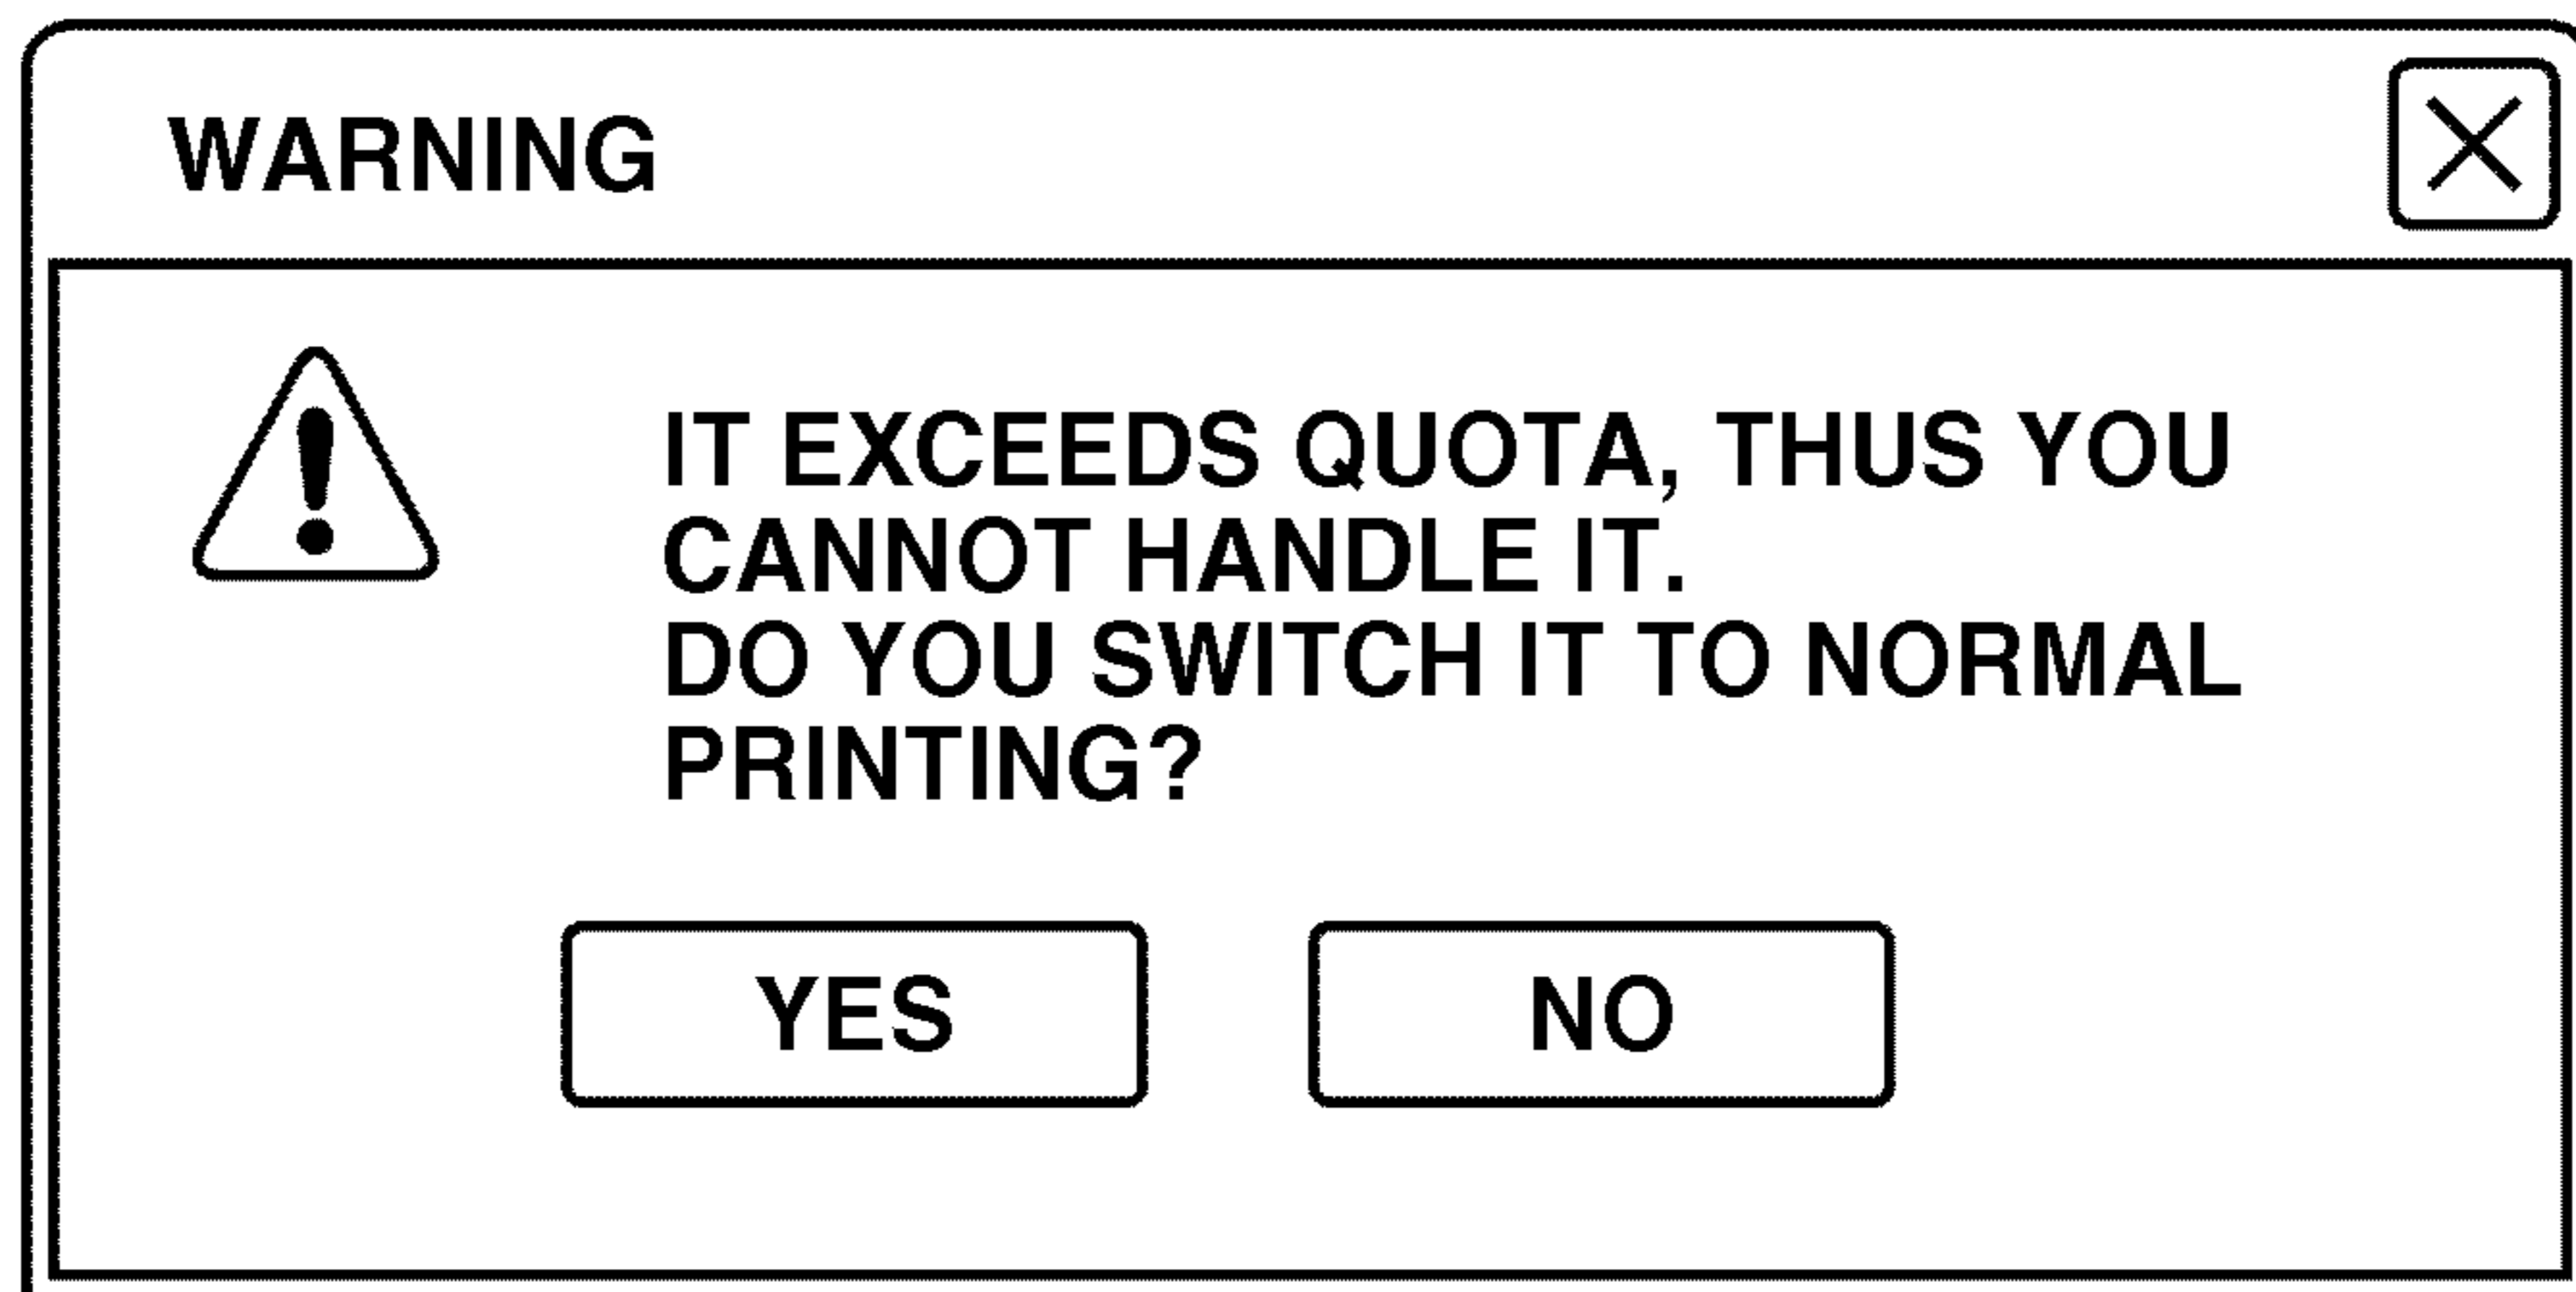 WARNING
IT EXCEEDS QUOTA, THUS YOU
CANNOT HANDLE IT.
DO YOU SWITCH IT TO NORMAL
PRINTING?
YES NO